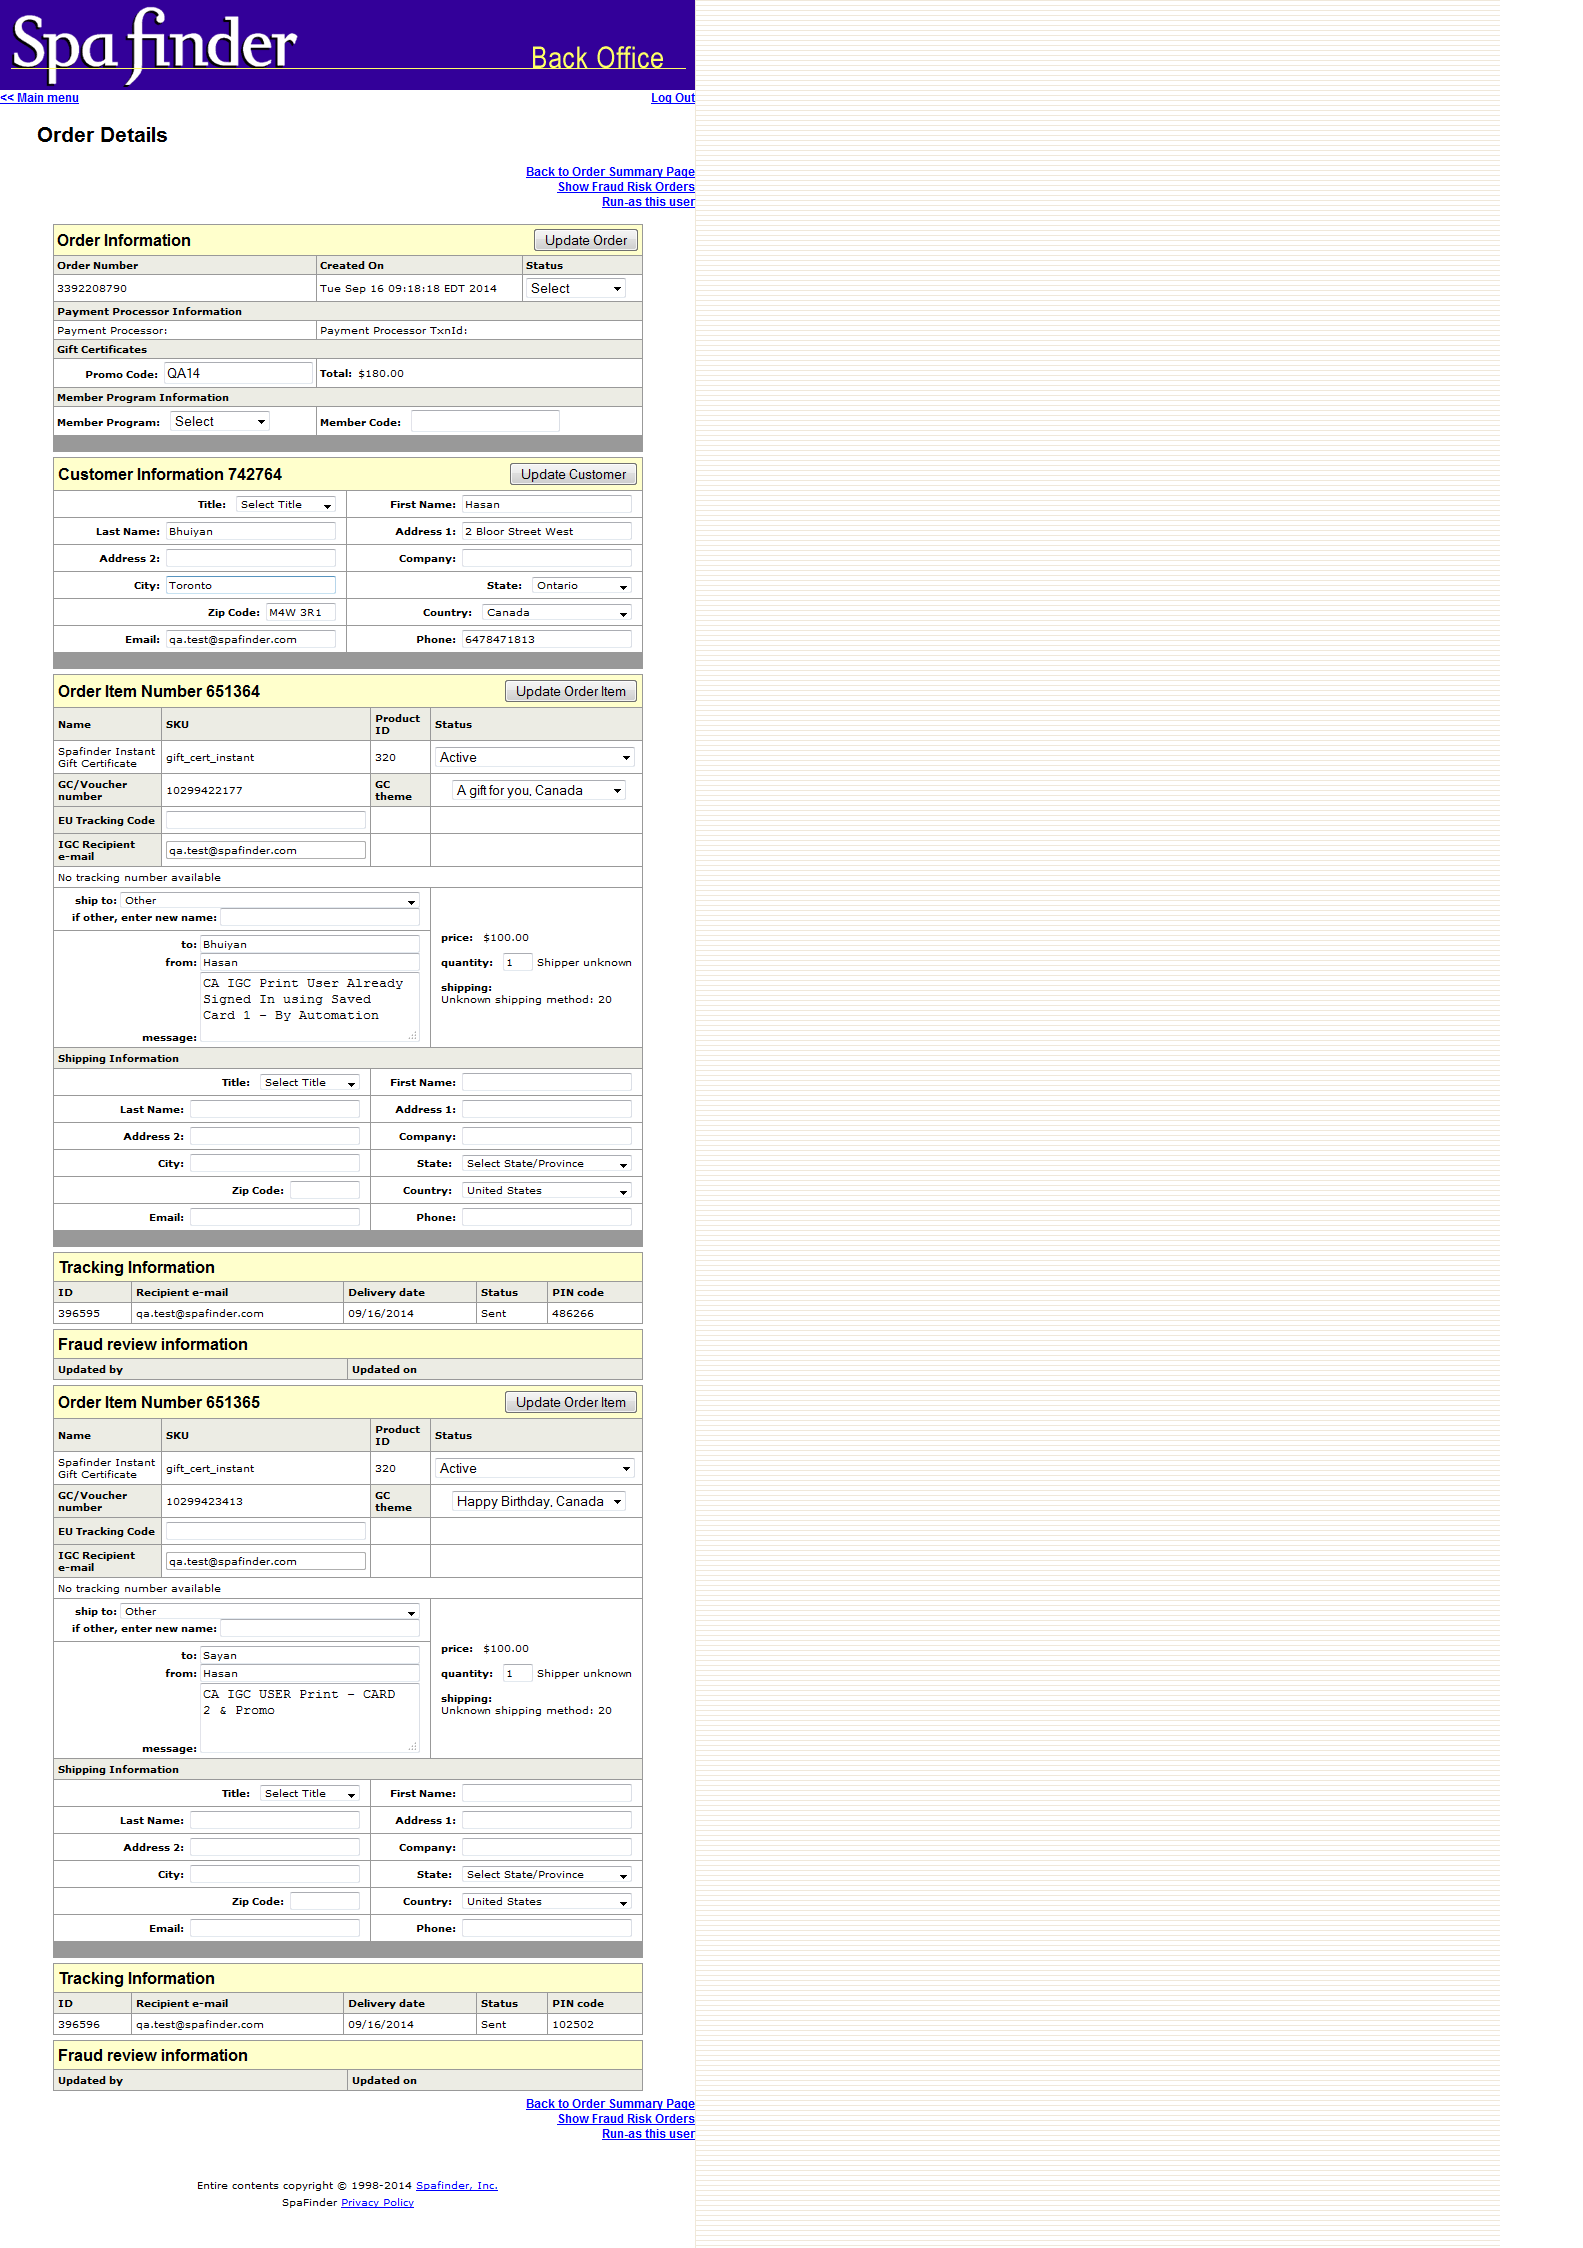 Spa finder
Back Office
<< Main menu Log Out
Order Details
Back to Order Summary Page
Show Fraud Risk Orders
Run-as this user
Order Information Update Order
Order Number Created On Status
3392208790 Tue Sep 16 09:18:18 EDT 2014 Select
Payment Processor Information
Payment Processor: Payment Processor TxnId:
Gift Certificates
Promo Code: QA14 Total: $180.00
Member Program Information
Member Program: Select Member Code:
Customer Information 742764 Update Customer
Title: Select Title First Name: Hasan
Last Name: Bhuiyan Address 1: 2 Bloor Street West
Address 2: Company:
City: Toronto State: Ontario
Zip Code: M4W 3R1 Country: Canada
Email: qa.test@spafinder.com Phone: 6478471813
Order Item Number 651364 Update Order Item
Name SKU Product ID Status
Spafinder Instant Gift Certificate gift_cert_instant 320 Active
GC/Voucher number 10299422177 GC theme A gift for you, Canada
EU Tracking Code
IGC Recipient e-mail qa.test@spafinder.com
No tracking number available
ship to: Other
if other, enter new name:
to: Bhuiyan
from: Hasan
CA IGC Print User Already
Signed In using Saved
Card 1 - By Automation
message:
price: $100.00
quantity: 1 Shipper unknown
shipping:
Unknown shipping method: 20
Shipping Information
Title: Select Title First Name:
Last Name: Address 1:
Address 2: Company:
City: State: Select State/Province
Zip Code: Country: United States
Email: Phone:
Tracking Information
ID Recipient e-mail Delivery date Status PIN code
396595 qa.test@spafinder.com 09/16/2014 Sent 486266
Fraud review information
Updated by Updated on
Order Item Number 651365 Update Order Item
Name SKU Product ID Status
Spafinder Instant Gift Certificate gift_cert_instant 320 Active
GC/Voucher number 10299423413 GC theme Happy Birthday, Canada
EU Tracking Code
IGC Recipient e-mail qa.test@spafinder.com
No tracking number available
ship to: Other
if other, enter new name:
to: Sayan
from: Hasan
CA IGC USER Print - CARD
2 & Promo
message:
price: $100.00
quantity: 1 Shipper unknown
shipping:
Unknown shipping method: 20
Shipping Information
Title: Select Title First Name:
Last Name: Address 1:
Address 2: Company:
City: State: Select State/Province
Zip Code: Country: United States
Email: Phone:
Tracking Information
ID Recipient e-mail Delivery date Status PIN code
396596 qa.test@spafinder.com 09/16/2014 Sent 102502
Fraud review information
Updated by Updated on
Back to Order Summary Page
Show Fraud Risk Orders
Run-as this user
Entire contents copyright © 1998-2014 Spafinder, Inc.
SpaFinder Privacy Policy